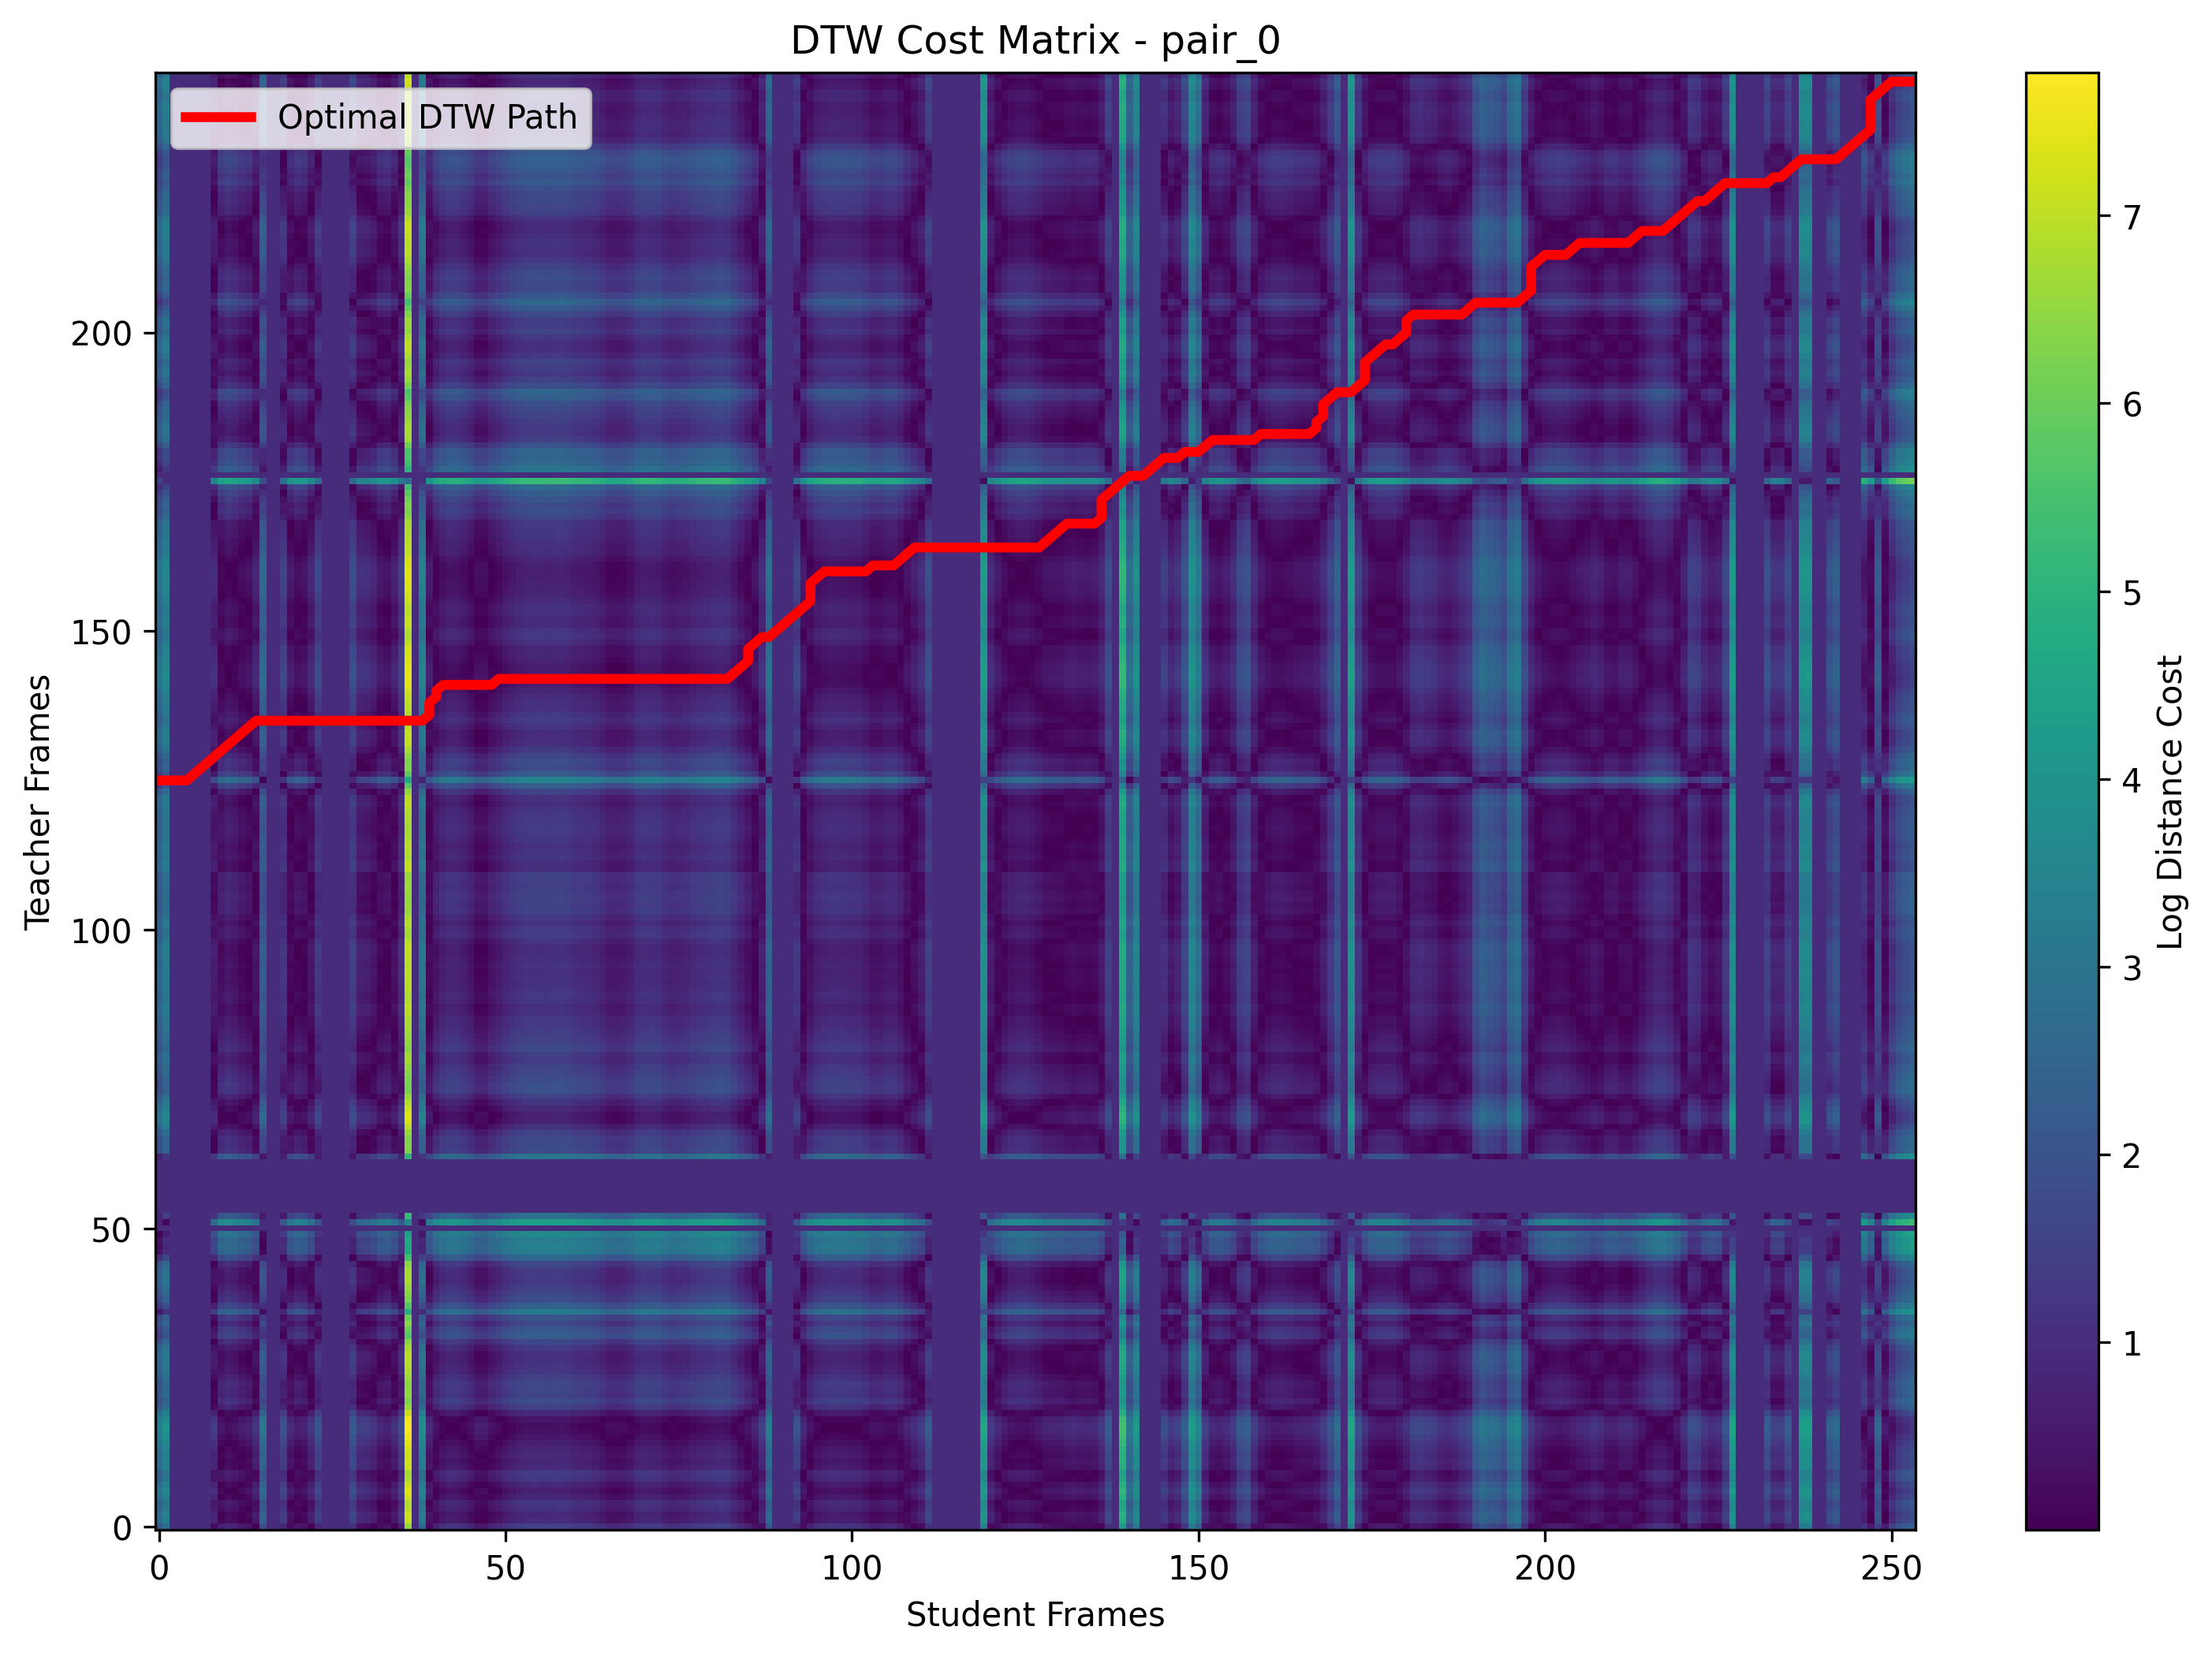 DTW Cost Matrix - pair_0
Optimal DTW Path
Teacher Frames
200
150
100
50
0
0 50 100 150 200 250
Student Frames
7
6
5
4
3
2
1
Log Distance Cost